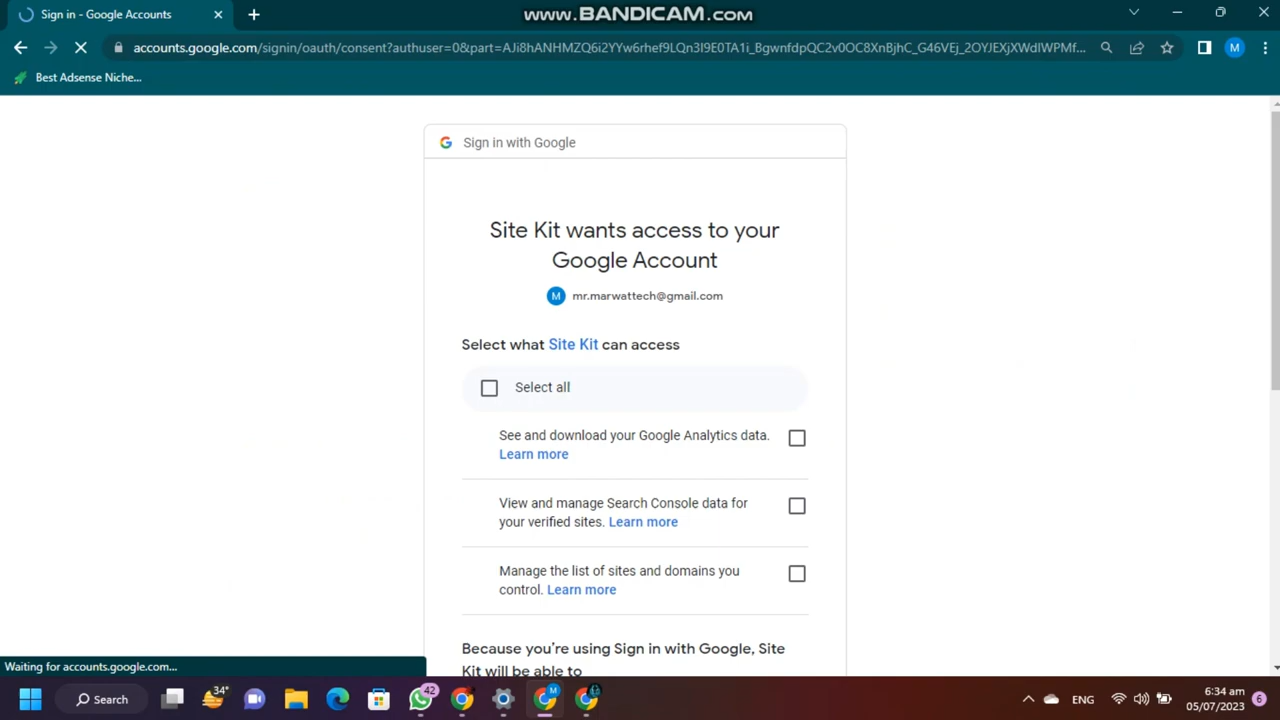 Sign in - Google Accounts
www.BANDICAM.com
accounts.google.com/signin/oauth/consent?authuser=0&part=AJi8hANHMZQ6i2YYw6rhef9LQn3I9E0TA1i_BgwnfdpQC2v0OC8XnBjhC_G46VEj_2OYJEXjXWdIWPMf...
M
Best Adsense Niche...
Sign in with Google
Site Kit wants access to your
Google Account
M mr.marwattech@gmail.com
Select what Site Kit can access
Select all
See and download your Google Analytics data.
Learn more
View and manage Search Console data for
your verified sites. Learn more
Manage the list of sites and domains you
control. Learn more
Because you're using Sign in with Google, Site
Kit will be able to
Waiting for accounts.google.com...
Search
34°
42
M
ENG
6:34 am
05/07/2023
6